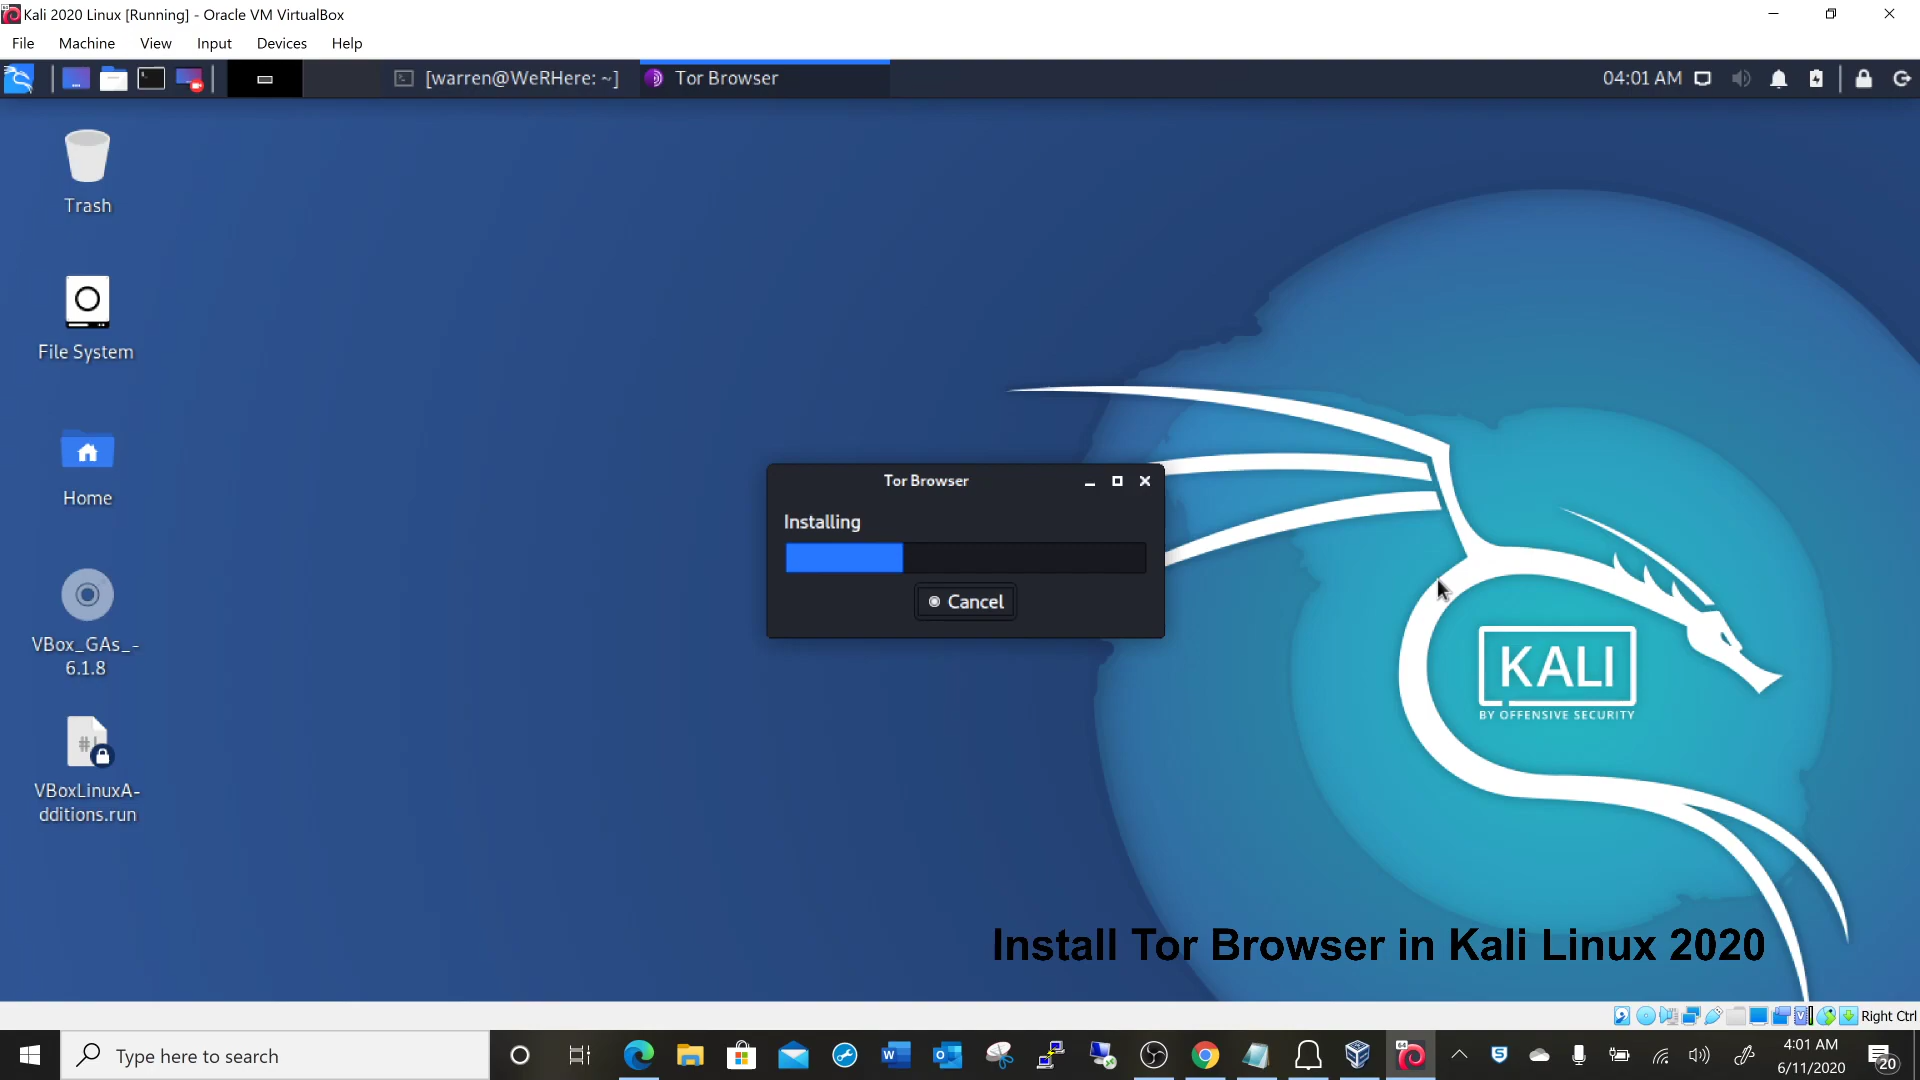 Kali 2020 Linux [Running] - Oracle VM VirtualBox
File Machine View Input Devices Help
[warren@WeRHere: ~] Tor Browser 04:01 AM
Trash
File System
Home
VBox_GAs_-
6.1.8
#!
VBoxLinuxA-
dditions.run
Tor Browser
Installing
Cancel
KALI
BY OFFENSIVE SECURITY
Install Tor Browser in Kali Linux 2020
Right Ctrl
Type here to search
4:01 AM
6/11/2020
20